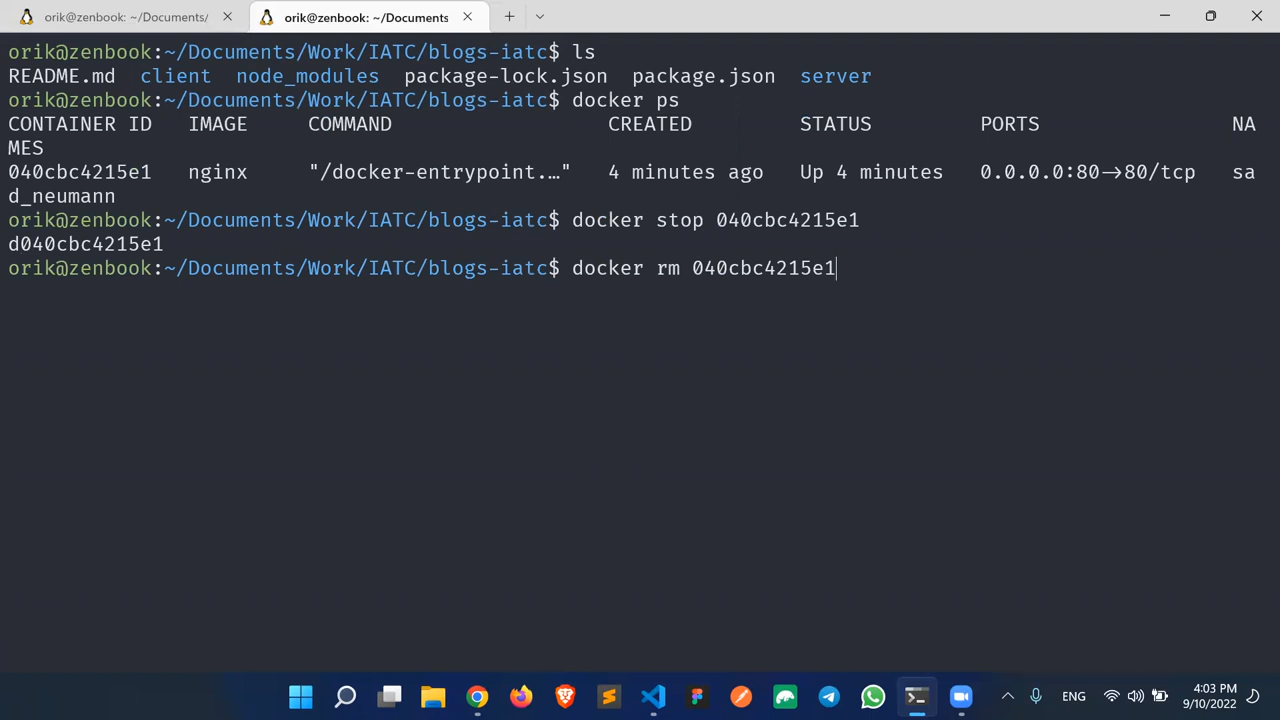 orik@zenbook: ~/Documents/
orik@zenbook: ~/Documents
orik@zenbook:~/Documents/Work/IATC/blogs-iatc$ ls
README.md client node_modules package-lock.json package.json server
orik@zenbook:~/Documents/Work/IATC/blogs-iatc$ docker ps
CONTAINER ID IMAGE COMMAND CREATED STATUS PORTS NA
MES
040cbc4215e1 nginx "/docker-entrypoint.…" 4 minutes ago Up 4 minutes 0.0.0.0:80->80/tcp sa
d_neumann
orik@zenbook:~/Documents/Work/IATC/blogs-iatc$ docker stop 040cbc4215e1
d040cbc4215e1
orik@zenbook:~/Documents/Work/IATC/blogs-iatc$ docker rm 040cbc4215e1
ENG
4:03 PM
9/10/2022